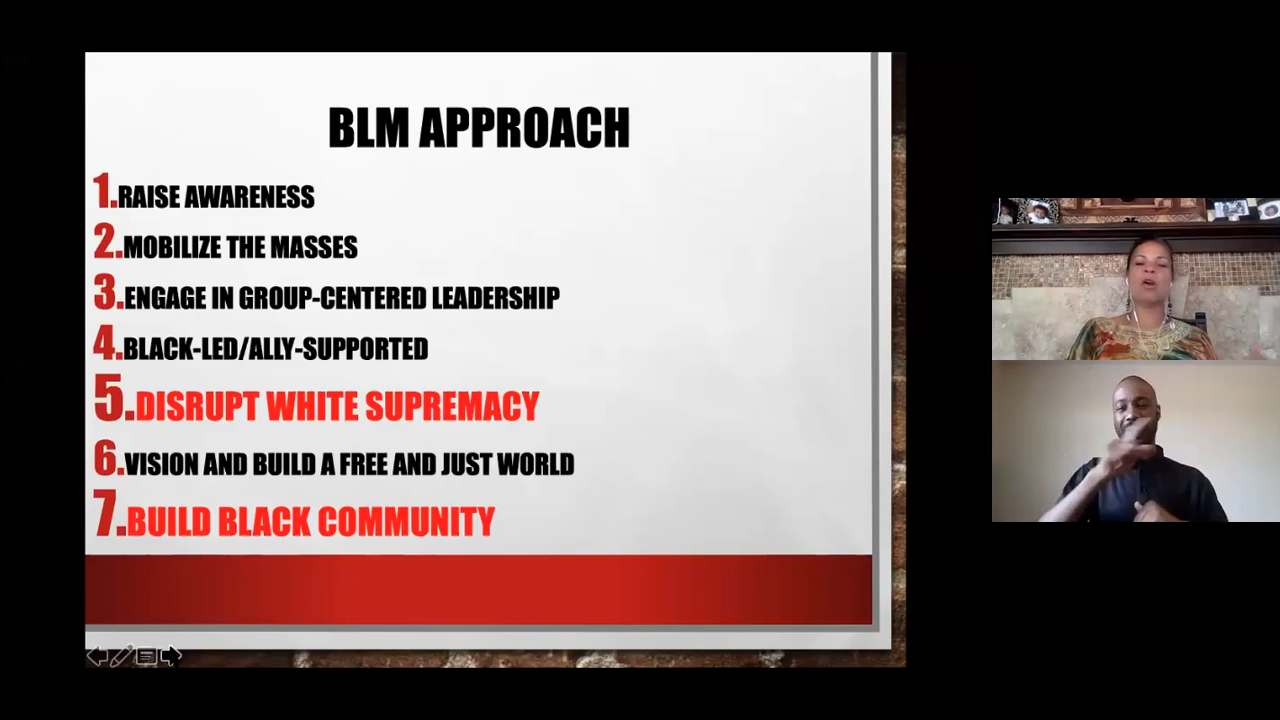 BLM APPROACH
1.RAISE AWARENESS
2.MOBILIZE THE MASSES
3.ENGAGE IN GROUP-CENTERED LEADERSHIP
4.BLACK-LED/ALLY-SUPPORTED
5.DISRUPT WHITE SUPREMACY
6.VISION AND BUILD A FREE AND JUST WORLD
7.BUILD BLACK COMMUNITY